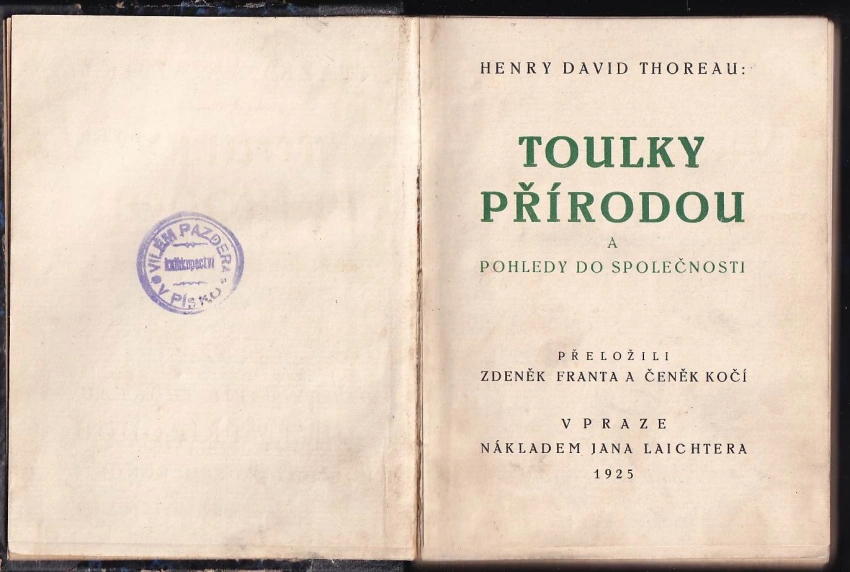 VILÉM PAZDERA
knihkupectví
V PÍSKU
HENRY DAVID THOREAU:
TOULKY
PŘÍRODOU
A
POHLEDY DO SPOLEČNOSTI
PŘELOŽILI
ZDENĚK FRANTA A ČENĚK KOČÍ
V PRAZE
NÁKLADEM JANA LAICHTERA
1925